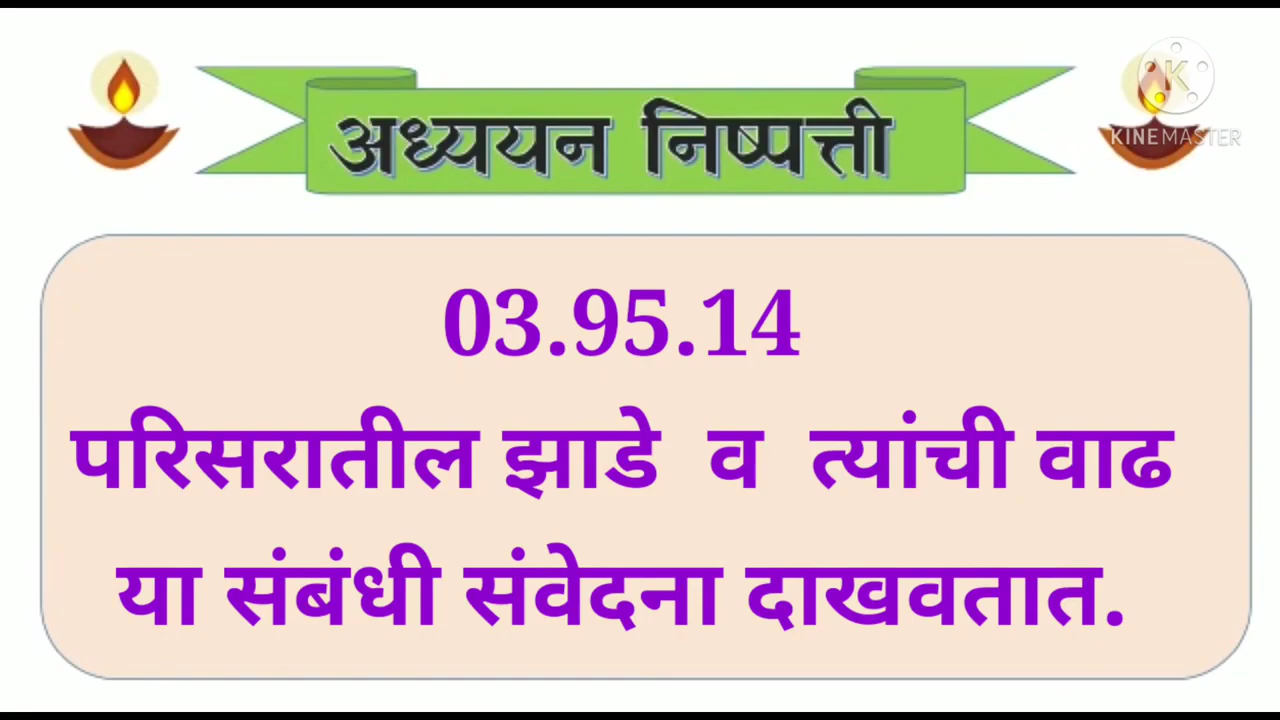 अध्ययन निष्पत्ती
KINEMASTER
03.95.14
परिसरातील झाडे व त्यांची वाढ
या संबंधी संवेदना दाखवतात.